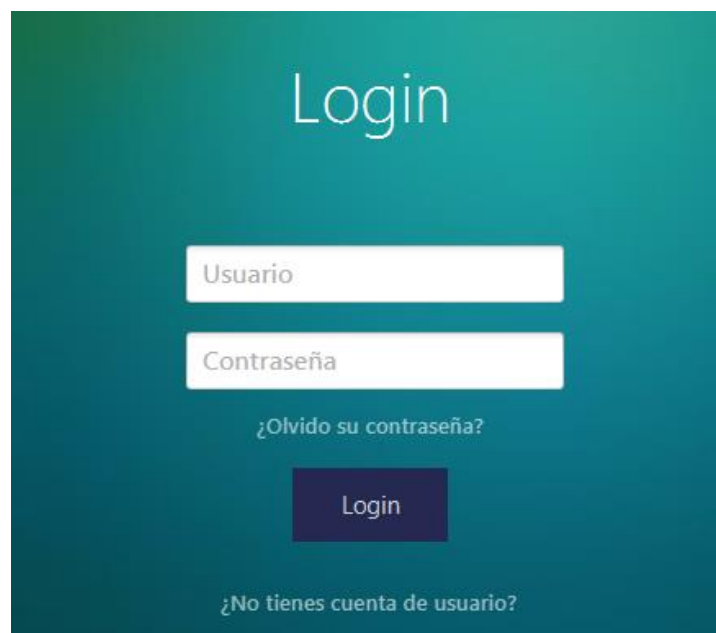 Login
Usuario
Contraseña
¿Olvido su contraseña?
Login
¿No tienes cuenta de usuario?